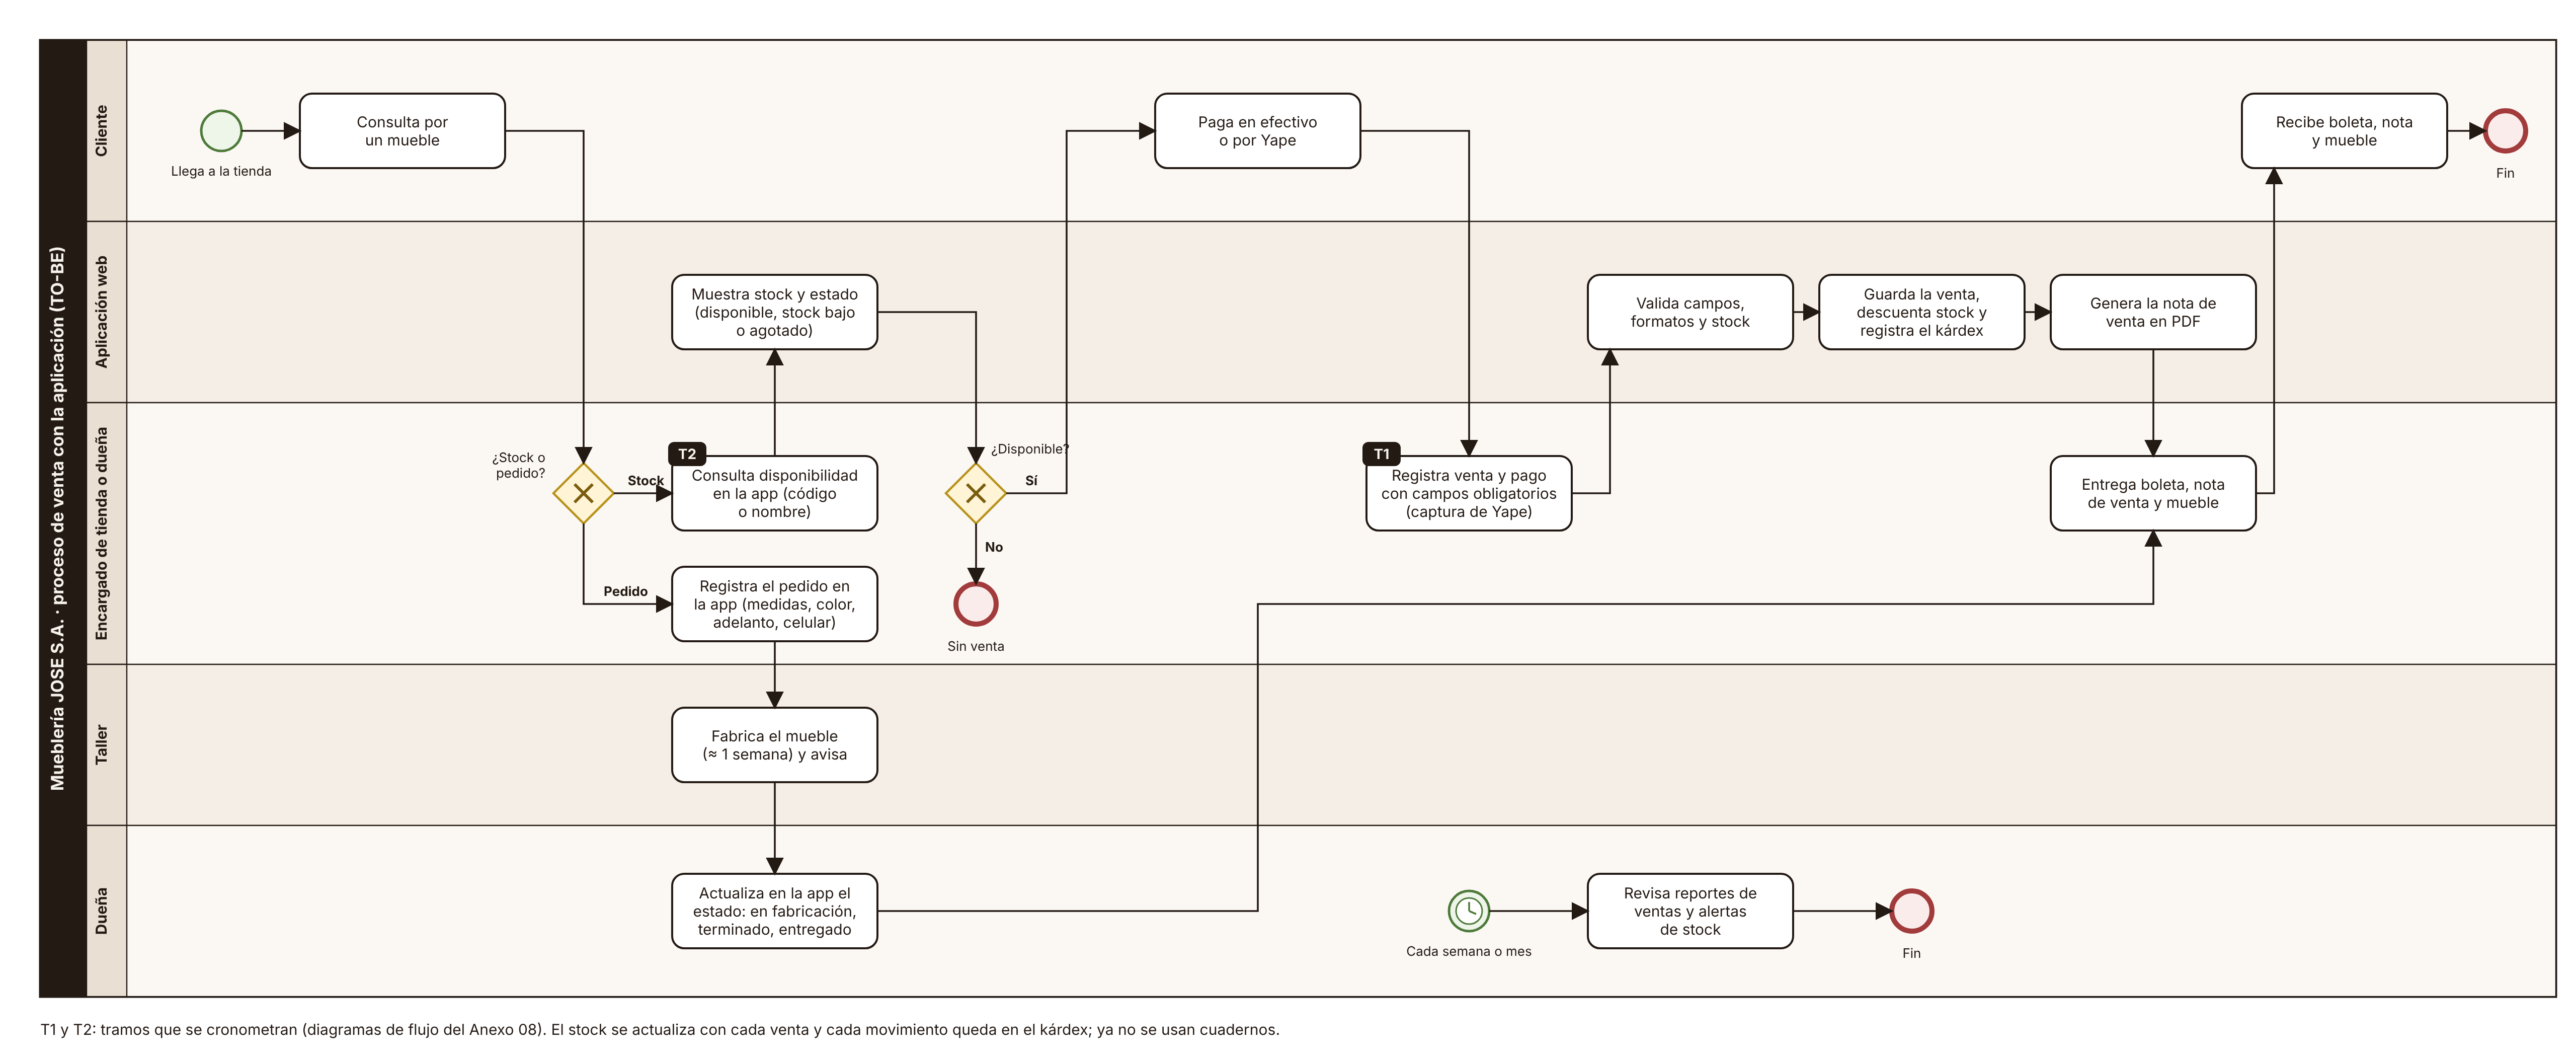 Mueblería JOSE S.A. · proceso de venta con la aplicación (TO-BE)
Cliente
Llega a la tienda
Consulta por
un mueble
Paga en efectivo
o por Yape
Recibe boleta, nota
y mueble
Fin
Aplicación web
Muestra stock y estado
(disponible, stock bajo
o agotado)
Valida campos,
formatos y stock
Guarda la venta,
descuenta stock y
registra el kárdex
Genera la nota de
venta en PDF
Encargado de tienda o dueña
¿Stock o
pedido?
Stock
T2
Consulta disponibilidad
en la app (código
o nombre)
¿Disponible?
Sí
No
Sin venta
T1
Registra venta y pago
con campos obligatorios
(captura de Yape)
Entrega boleta, nota
de venta y mueble
Pedido
Registra el pedido en
la app (medidas, color,
adelanto, celular)
Taller
Fabrica el mueble
(≈ 1 semana) y avisa
Dueña
Actualiza en la app el
estado: en fabricación,
terminado, entregado
Cada semana o mes
Revisa reportes de
ventas y alertas
de stock
Fin
T1 y T2: tramos que se cronometran (diagramas de flujo del Anexo 08). El stock se actualiza con cada venta y cada movimiento queda en el kárdex; ya no se usan cuadernos.